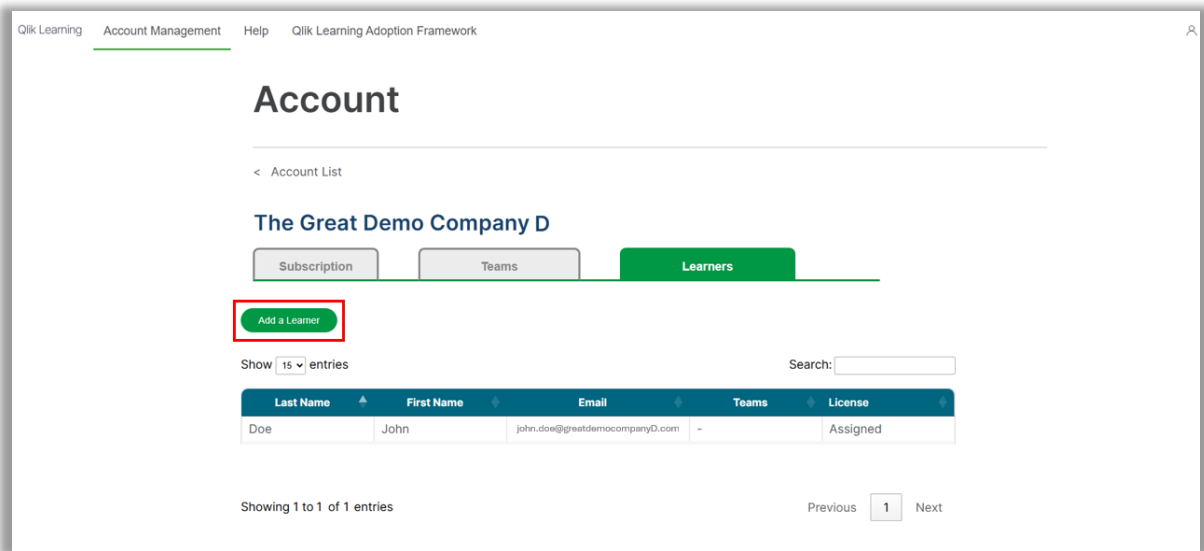 Qlik Learning Account Management Help Qlik Learning Adoption Framework
Account
< Account List
The Great Demo Company D
Subscription Teams Learners
Add a Learner
Show 15 entries Search:
Last Name First Name Email Teams License
Doe John john.doe@greatdemocompanyD.com - Assigned
Showing 1 to 1 of 1 entries Previous 1 Next